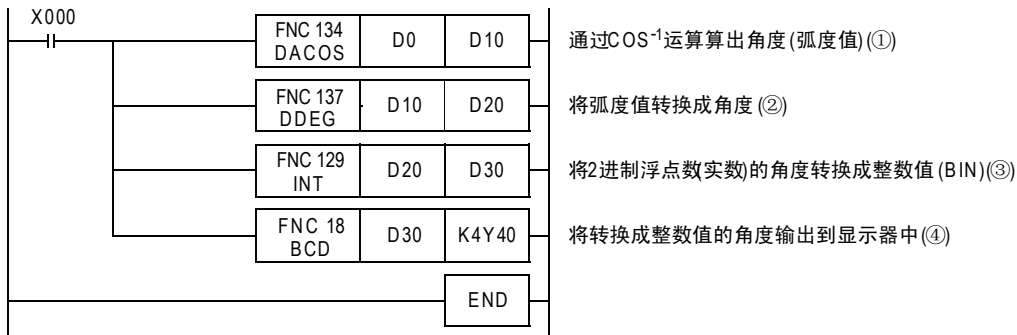 X000
FNC 134
DACOS D0 D10 通过COS-1运算算出角度(弧度值)(①)
FNC 137
DDEG D10 D20 将弧度值转换成角度(②)
FNC 129
INT D20 D30 将2进制浮点数(实数)的角度转换成整数值(BIN)(③)
FNC 18
BCD D30 K4Y40 将转换成整数值的角度输出到显示器中(④)
END